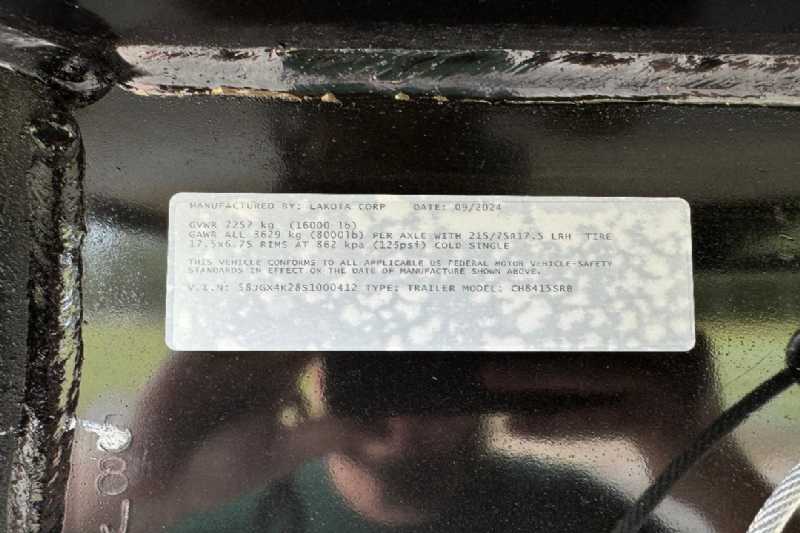 MANUFACTURED BY: LAKOTA CORP DATE: 09/2024
GVWR 7257 kg (16000 lb)
GAWR ALL 3629 kg (8000lb) PER AXLE WITH 215/75R17.5 LRH TIRE
17.5x6.75 RIMS AT 862 kpa (125psi) COLD SINGLE
THIS VEHICLE CONFORMS TO ALL APPLICABLE US FEDERAL MOTOR VEHICLE-SAFETY
STANDARDS IN EFFECT ON THE DATE OF MANUFACTURE SHOWN ABOVE.
V.I.N: 58JGX4K28S1000412 TYPE: TRAILER MODEL: CH8415SRB